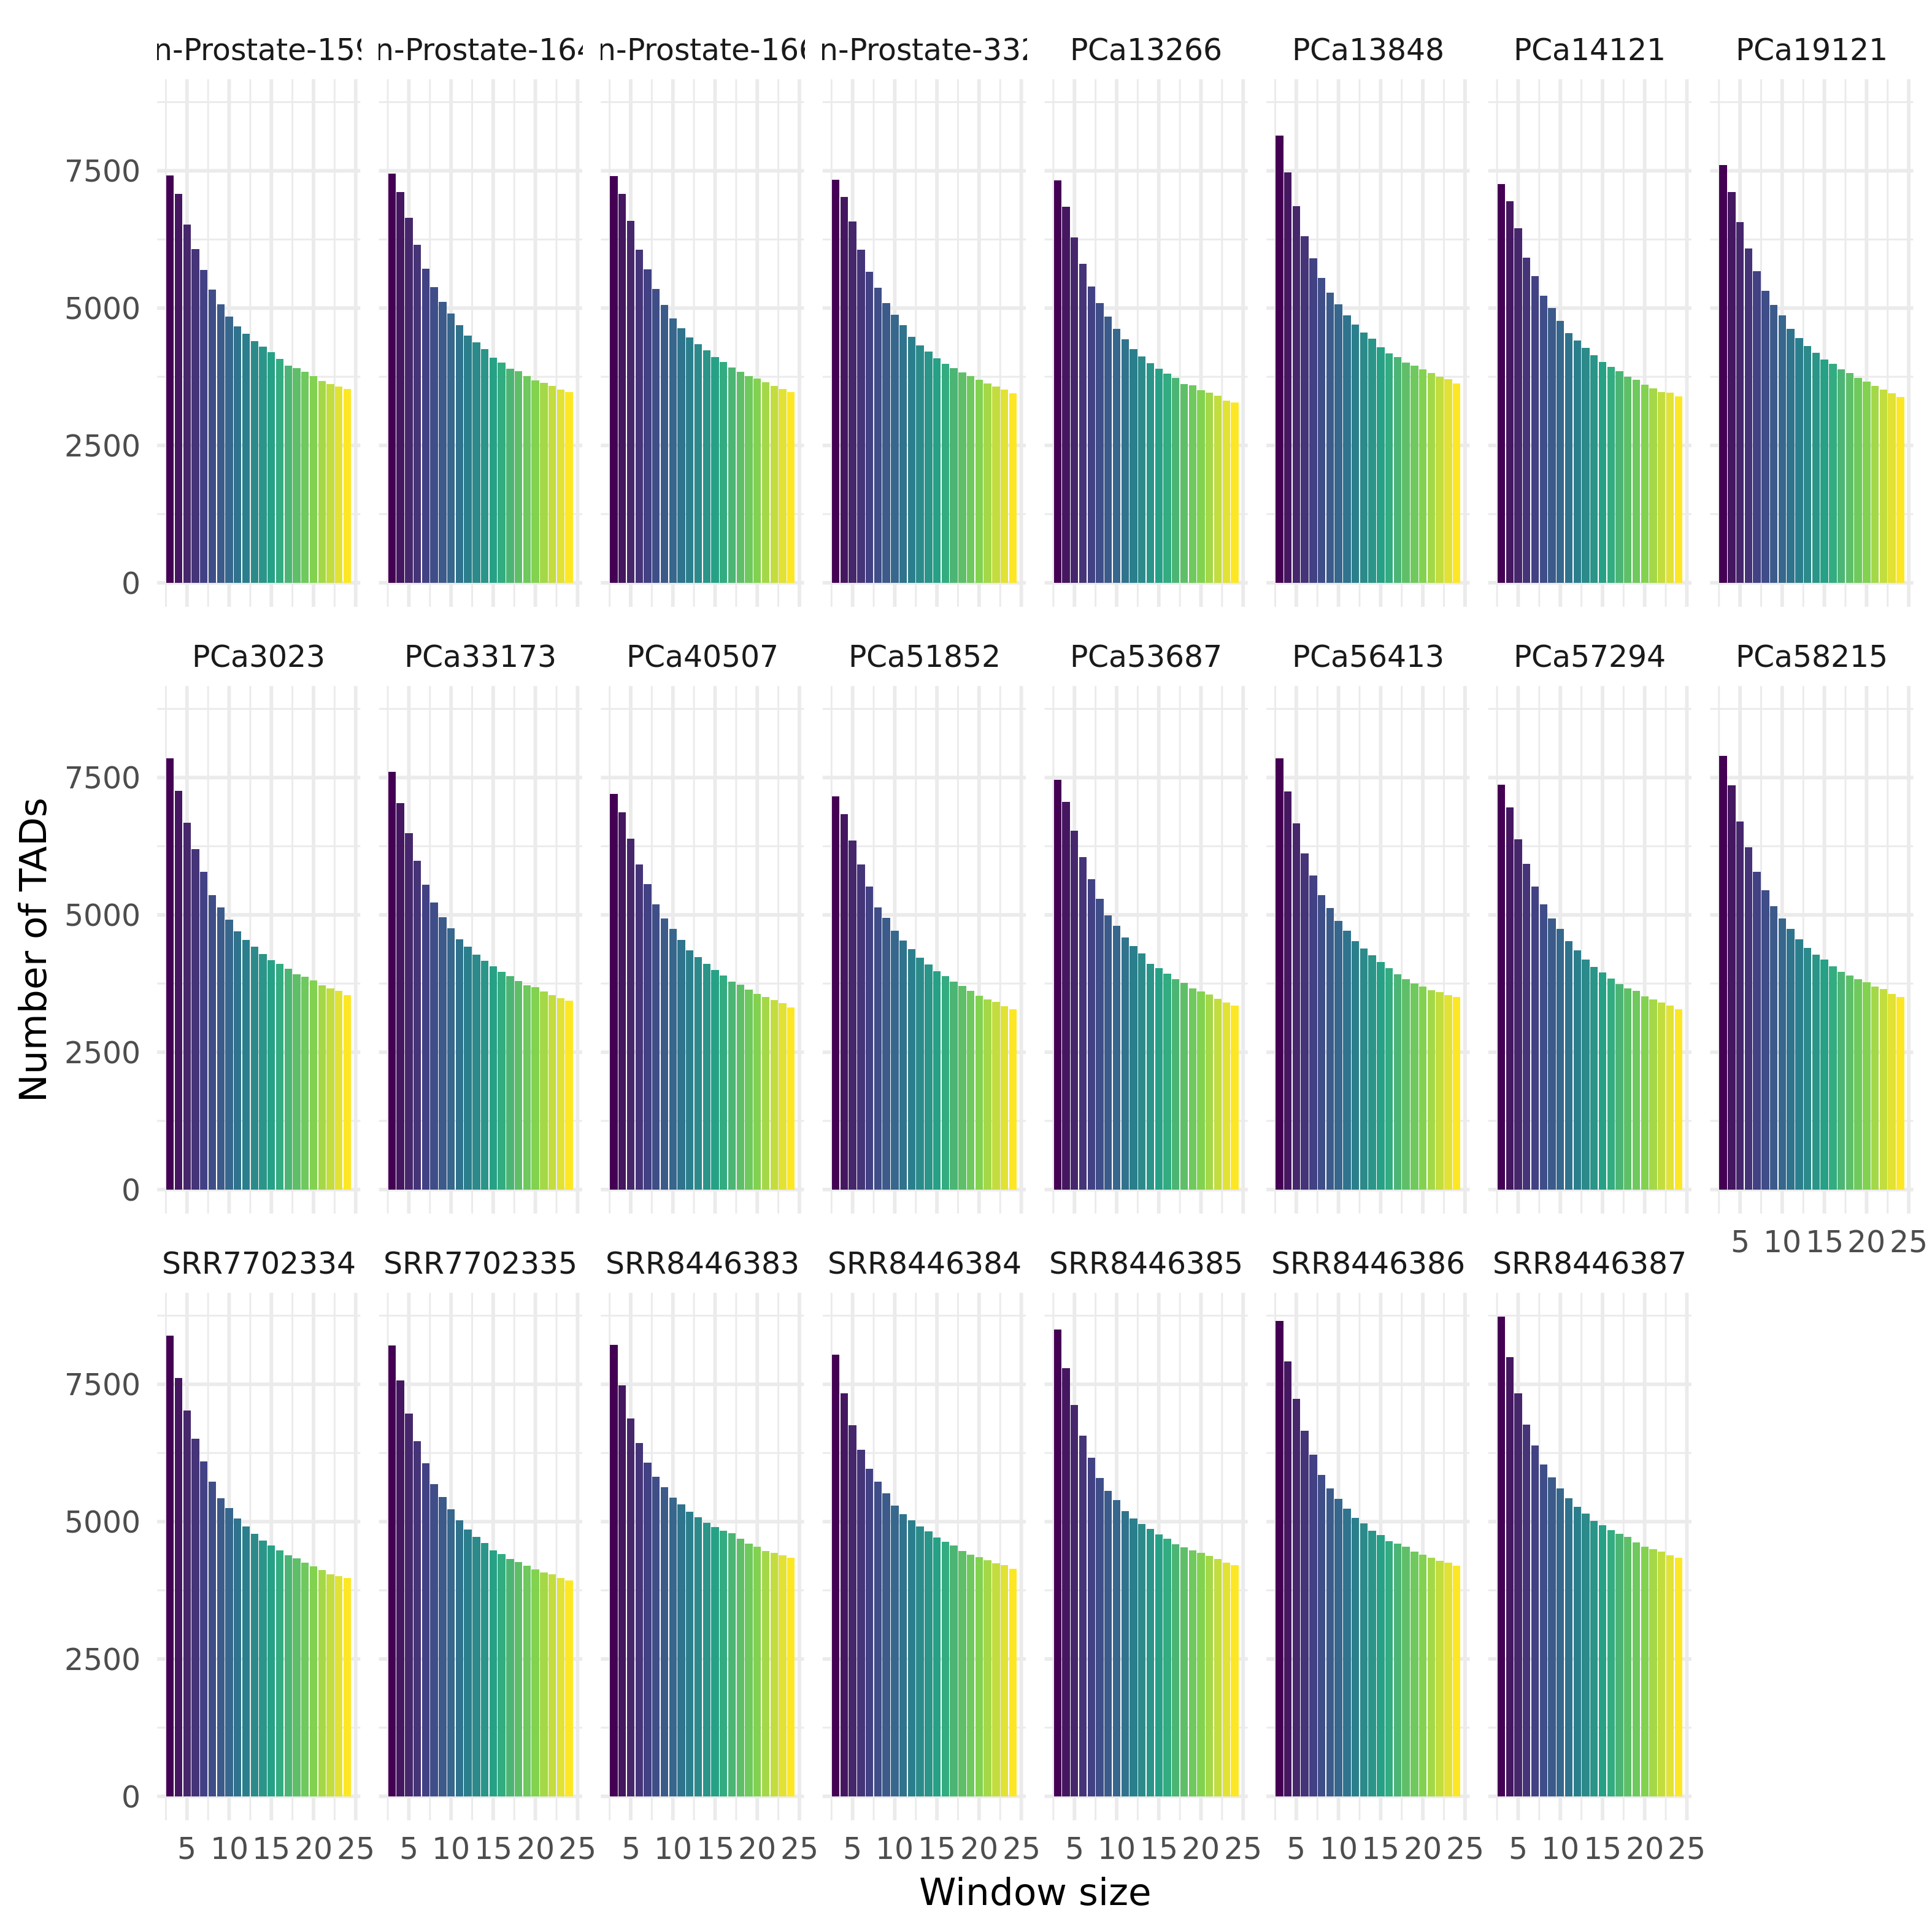 n-Prostate-159 n-Prostate-164 n-Prostate-166 n-Prostate-332 PCa13266 PCa13848 PCa14121 PCa19121
7500
5000
2500
0
PCa3023 PCa33173 PCa40507 PCa51852 PCa53687 PCa56413 PCa57294 PCa58215
7500
5000
2500
0
5 10 15 20 25
SRR7702334 SRR7702335 SRR8446383 SRR8446384 SRR8446385 SRR8446386 SRR8446387
7500
5000
2500
0
5 10 15 20 25 5 10 15 20 25 5 10 15 20 25 5 10 15 20 25 5 10 15 20 25 5 10 15 20 25 5 10 15 20 25
Window size
Number of TADs